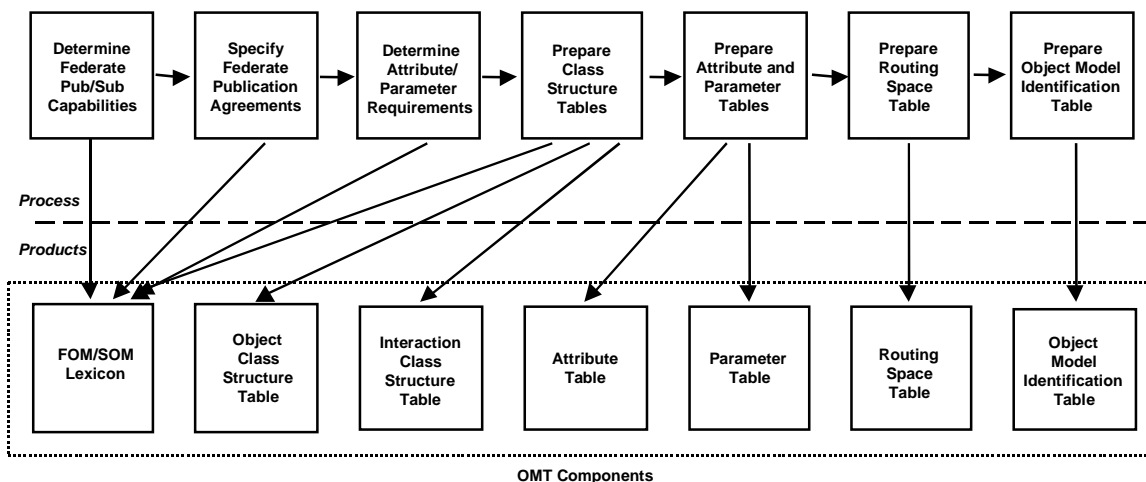 Determine
Federate
Pub/Sub
Capabilities
Specify
Federate
Publication
Agreements
Determine
Attribute/
Parameter
Requirements
Prepare
Class
Structure
Tables
Prepare
Attribute and
Parameter
Tables
Prepare
Routing
Space
Table
Prepare
Object Model
Identification
Table
Process
Products
FOM/SOM
Lexicon
Object
Class
Structure
Table
Interaction
Class
Structure
Table
Attribute
Table
Parameter
Table
Routing
Space
Table
Object
Model
Identification
Table
OMT Components